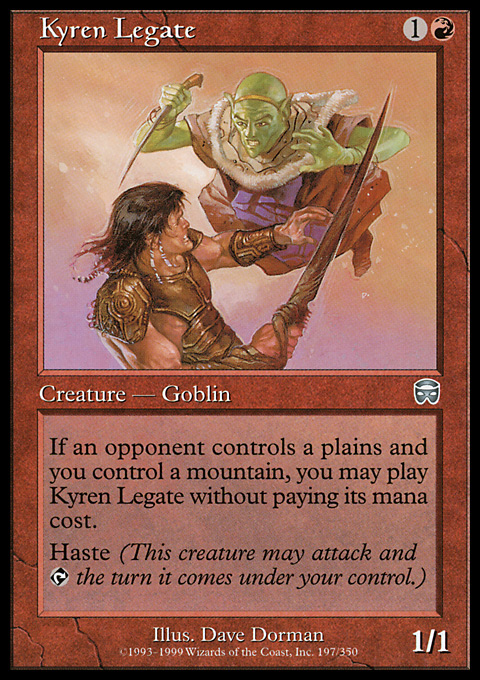 Kyren Legate 1
Creature — Goblin
If an opponent controls a plains and
you control a mountain, you may play
Kyren Legate without paying its mana
cost.
Haste (This creature may attack and
the turn it comes under your control.)
Illus. Dave Dorman
©1993-1999 Wizards of the Coast, Inc. 197/350
1/1